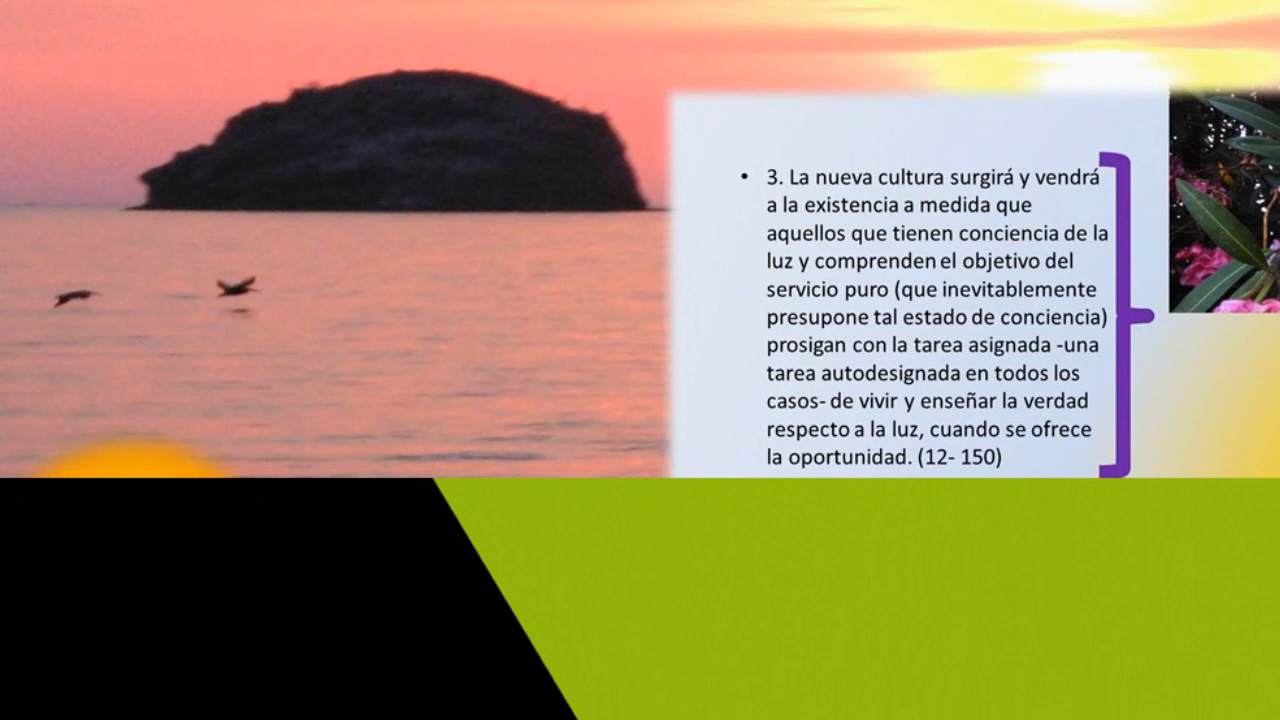 • 3. La nueva cultura surgirá y vendrá
a la existencia a medida que
aquellos que tienen conciencia de la
luz y comprenden el objetivo del
servicio puro (que inevitablemente
presupone tal estado de conciencia)
prosigan con la tarea asignada -una
tarea autodesignada en todos los
casos- de vivir y enseñar la verdad
respecto a la luz, cuando se ofrece
la oportunidad. (12- 150)